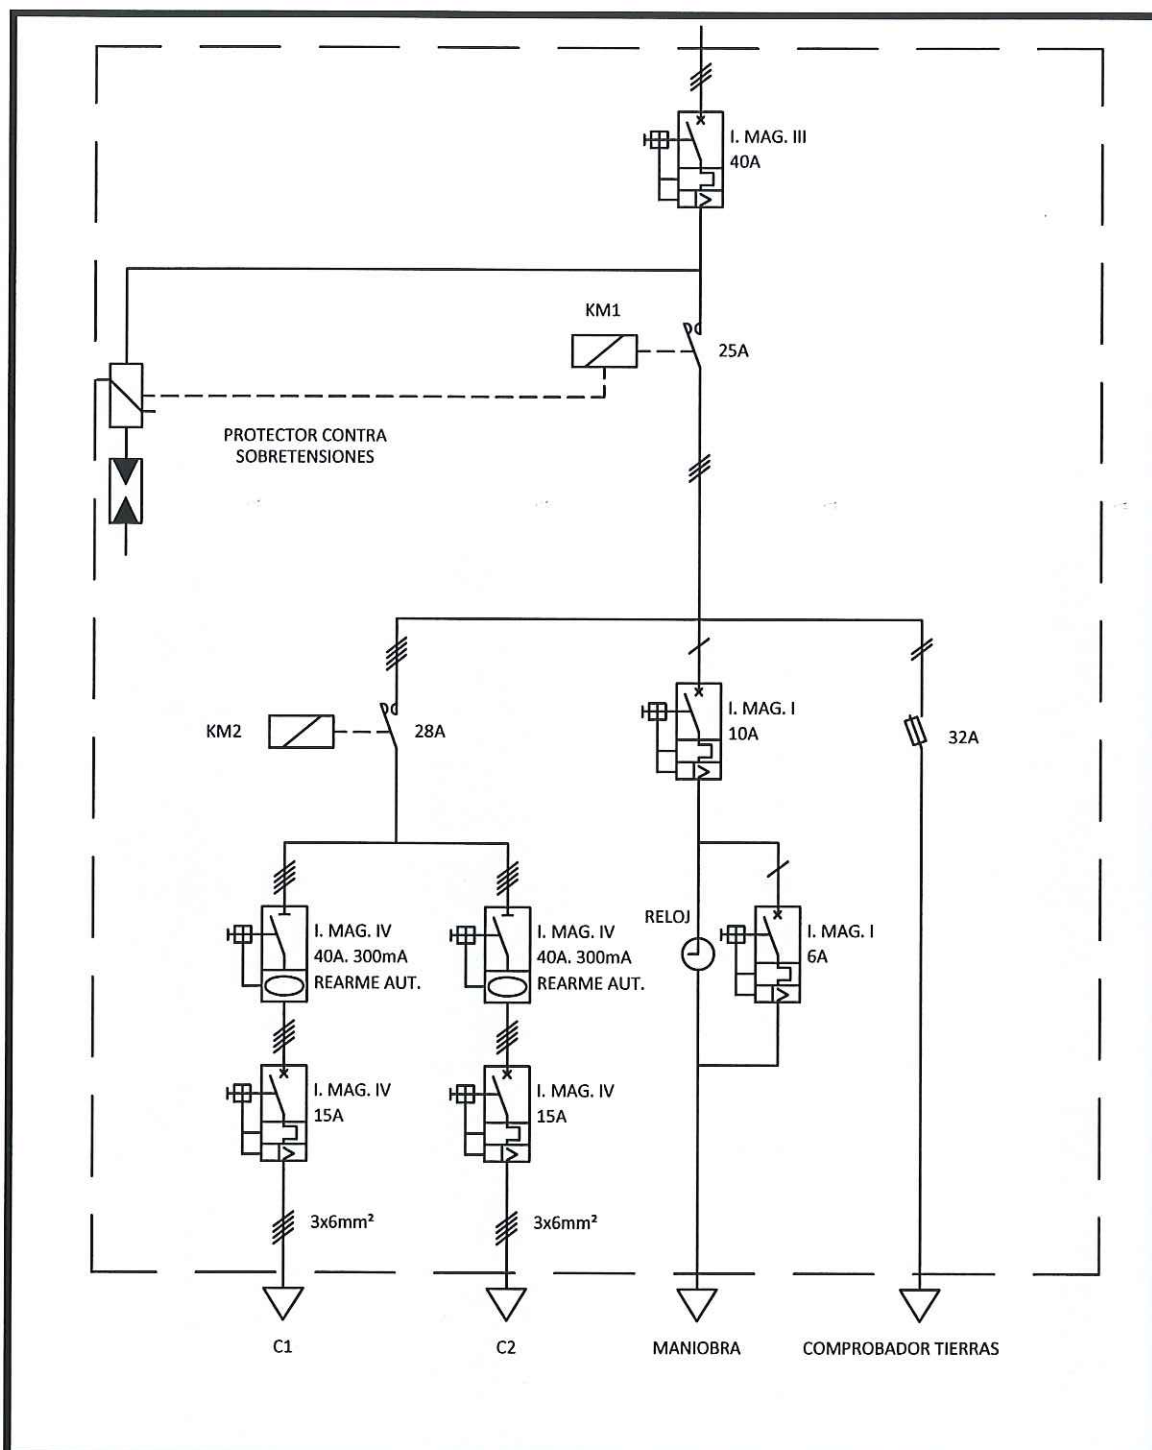 I. MAG. III
40A
KM1
25A
PROTECTOR CONTRA
SOBRETENSIONES
KM2
28A
I. MAG. I
10A
32A
RELOJ
I. MAG. I
6A
I. MAG. IV
40A. 300mA
REARME AUT.
I. MAG. IV
40A. 300mA
REARME AUT.
I. MAG. IV
15A
I. MAG. IV
15A
3x6mm²
3x6mm²
C1
C2
MANIOBRA
COMPROBADOR TIERRAS